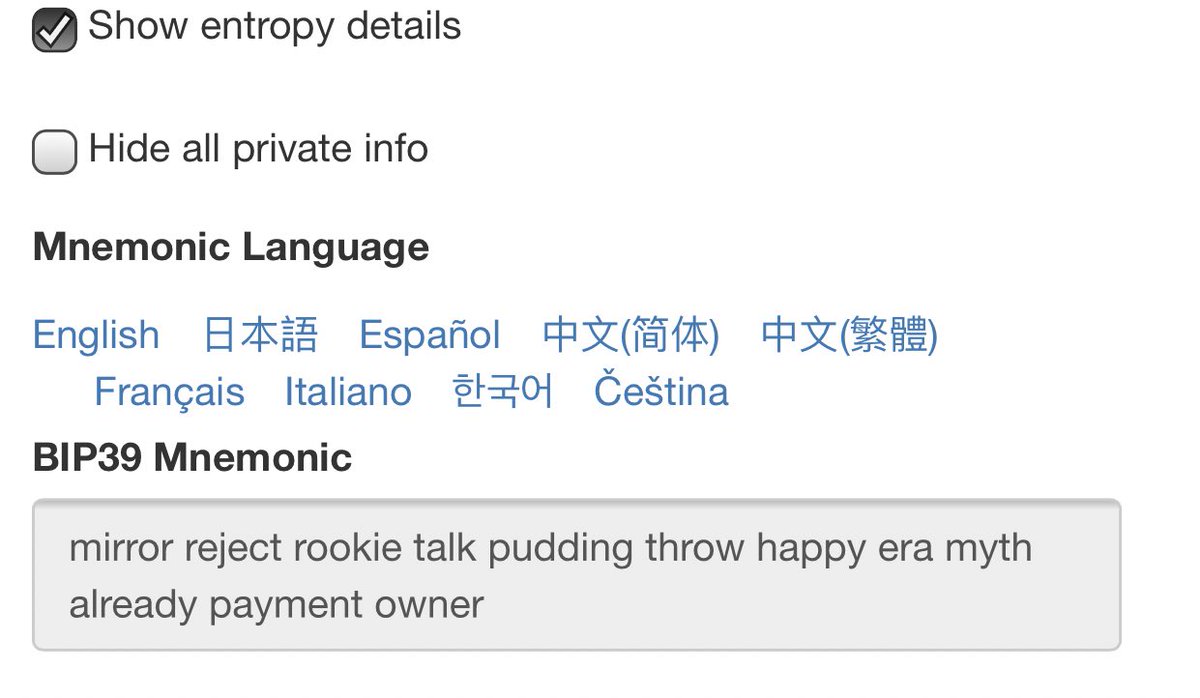 Show entropy details
Hide all private info
Mnemonic Language
English 日本語 Español 中文(简体) 中文(繁體)
Français Italiano 한국어 Čeština
BIP39 Mnemonic
mirror reject rookie talk pudding throw happy era myth
already payment owner